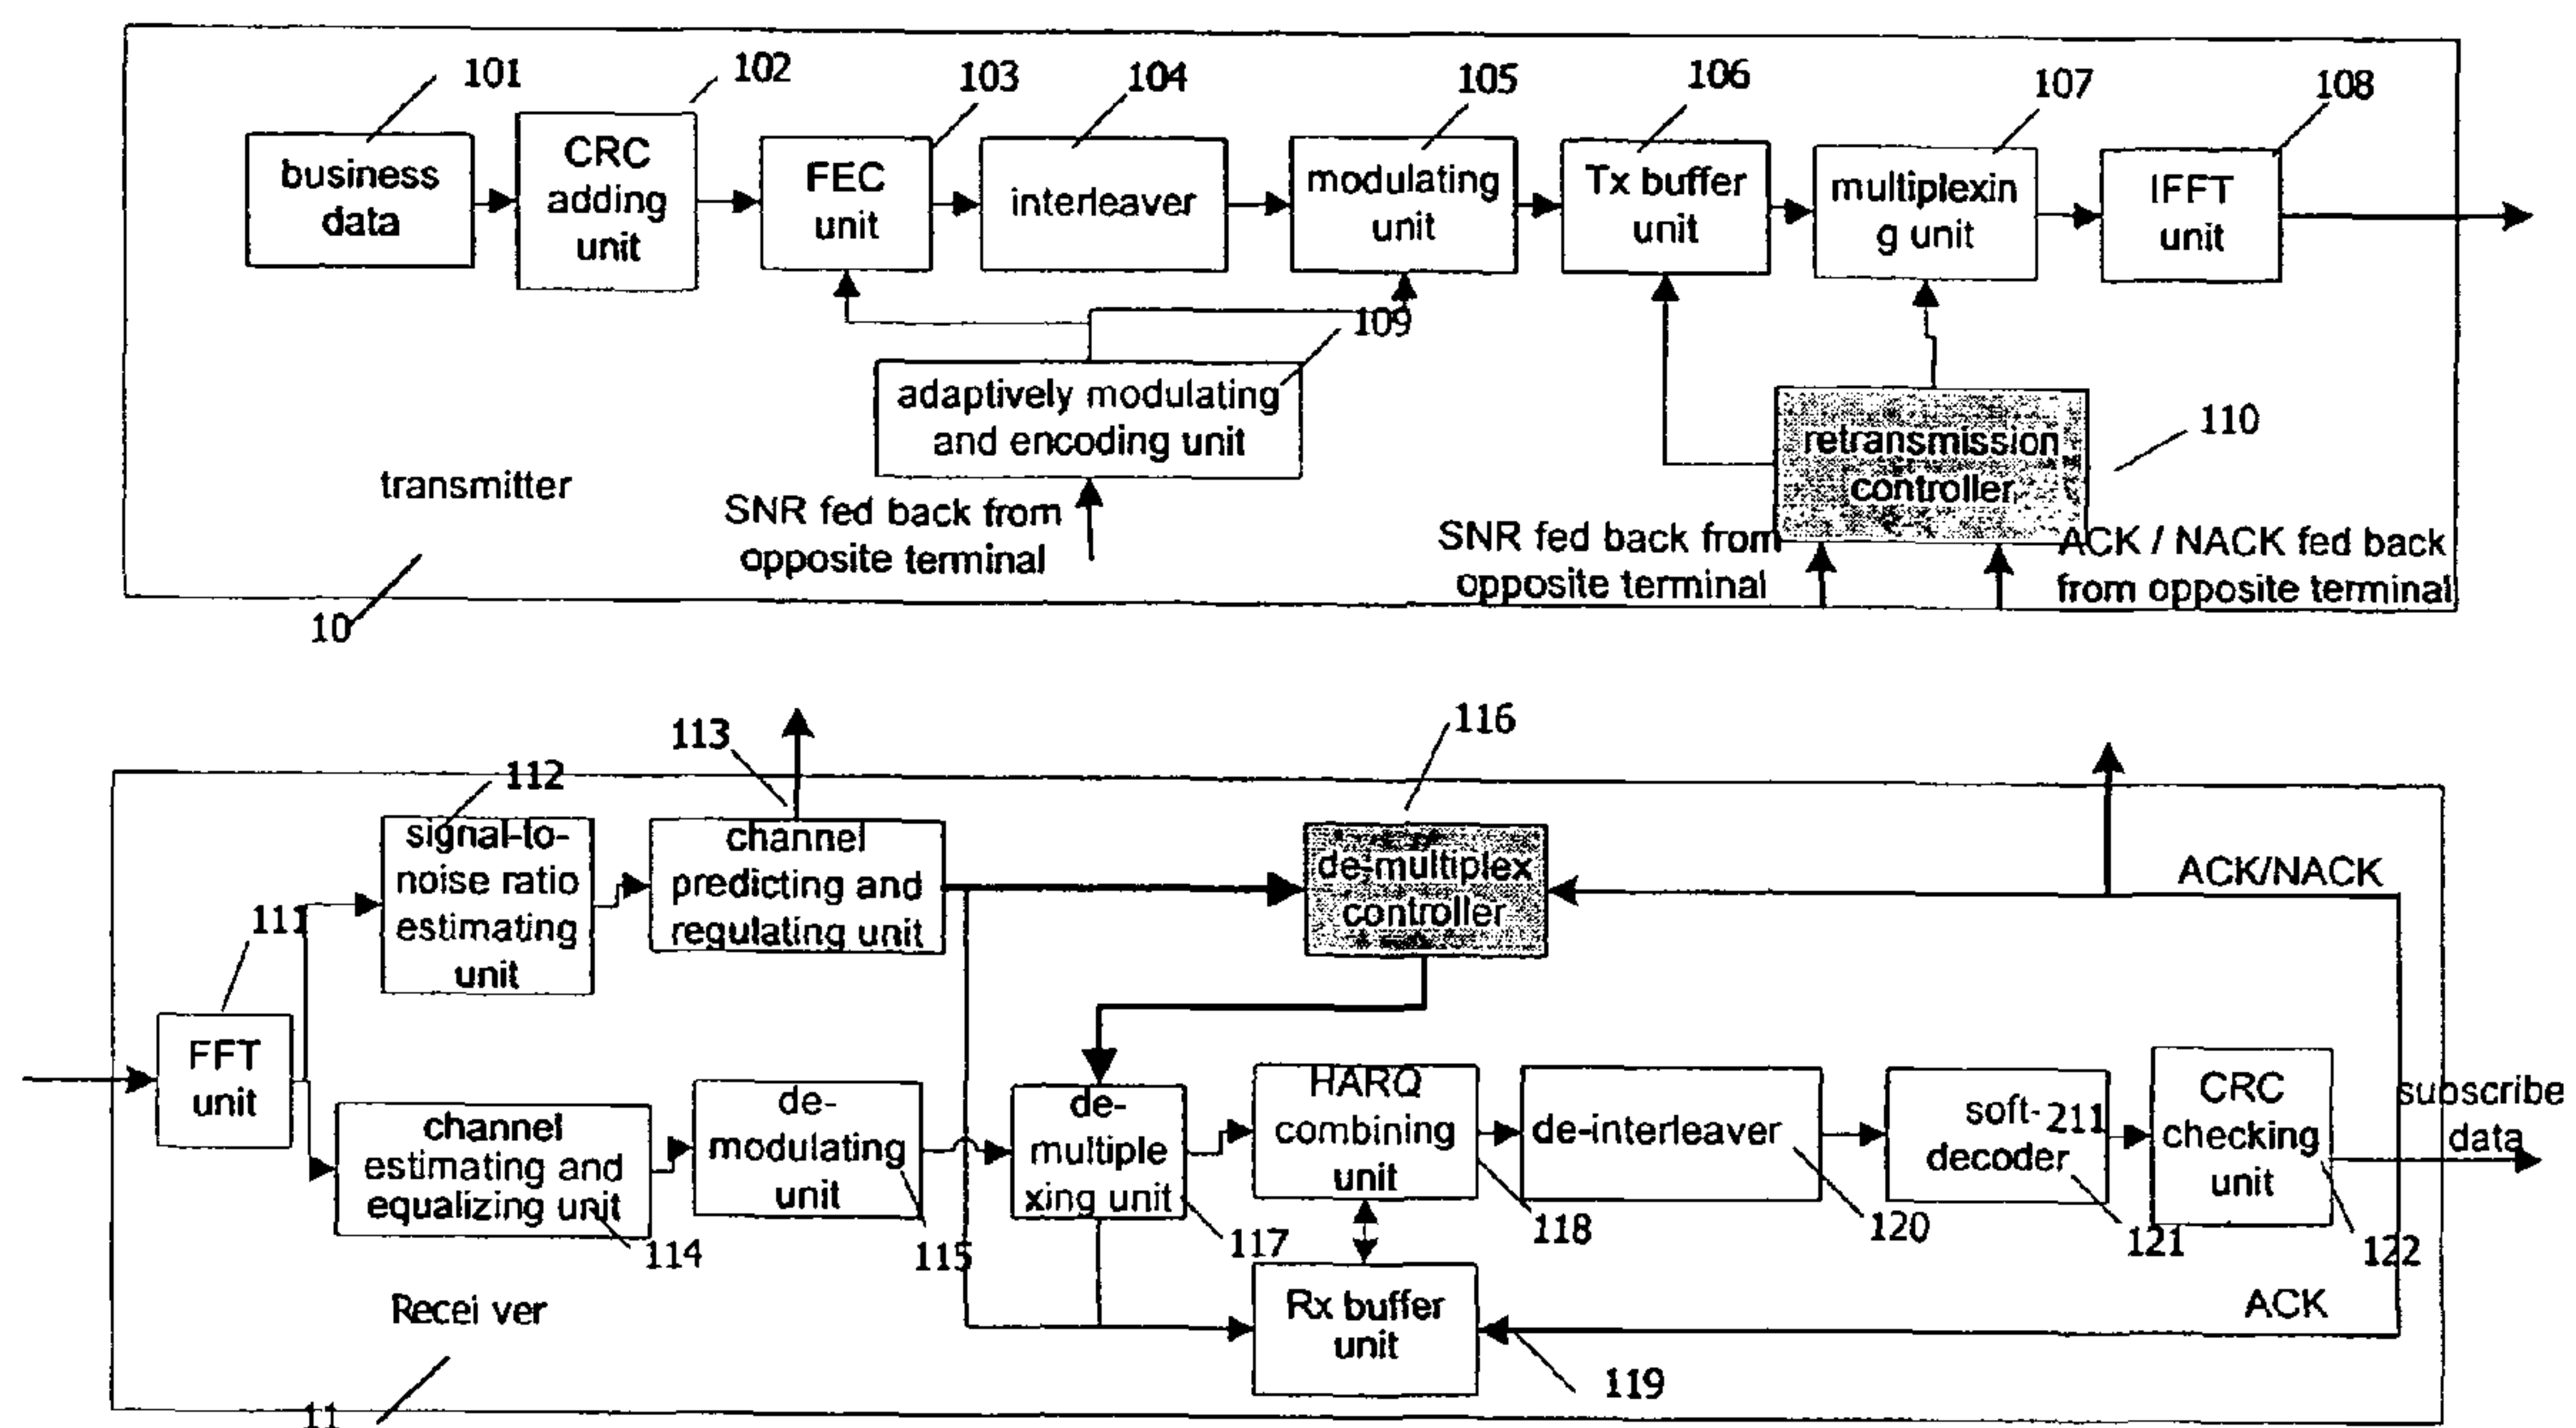 101
102
103
104
105
106
107
108
business
data
CRC
adding
unit
FEC
unit
interleaver
modulating
unit
Tx buffer
unit
multiplexin
g unit
IFFT
unit
109
adaptively modulating
and encoding unit
retransmission
controller
110
transmitter
SNR fed back from
opposite terminal
SNR fed back from
opposite terminal
ACK / NACK fed back
from opposite terminal
10
113
116
112
signal-to-
noise ratio
estimating
unit
channel
predicting and
regulating unit
de-multiplex
controller
ACK/NACK
111
FFT
unit
channel
estimating and
equalizing unit
114
de-
modulating
unit
115
de-
multiple
xing unit
117
HARQ
combining
unit
118
de-interleaver
120
soft-211
decoder
121
CRC
checking
unit
122
subscribe
data
Recei ver
Rx buffer
unit
ACK
119
11